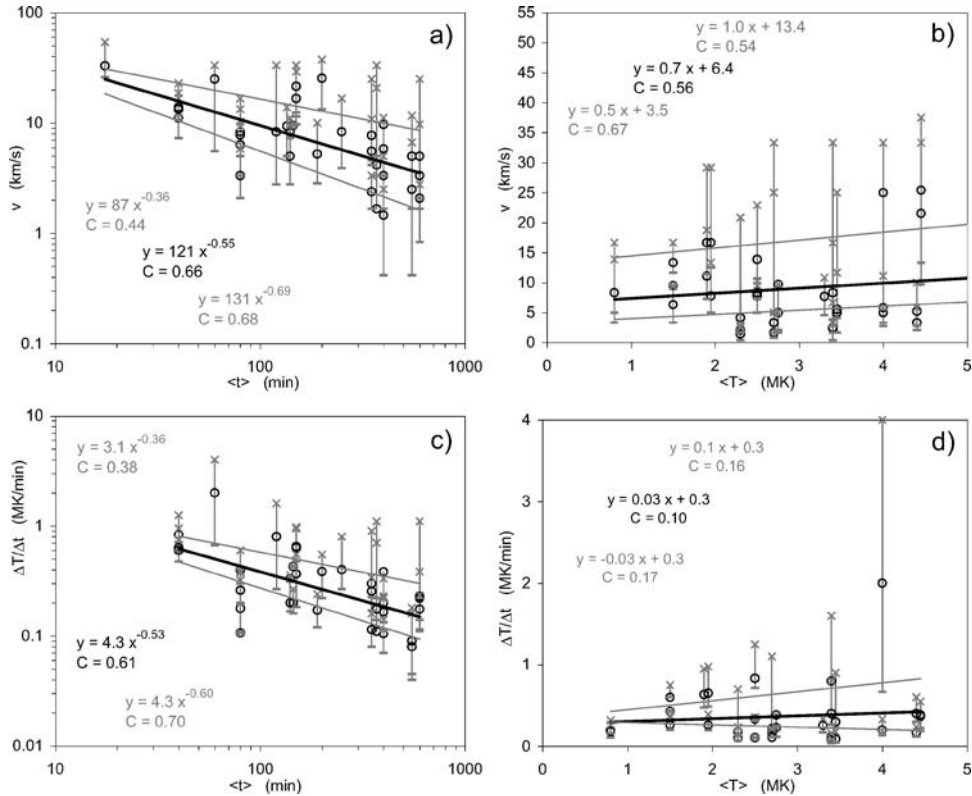 100
10
1
0.1
10
100
1000
v (km/s)
<t> (min)
a)
y = 87 x^-0.36
C = 0.44
y = 121 x^-0.55
C = 0.66
y = 131 x^-0.69
C = 0.68
55
50
45
40
35
30
25
20
15
10
5
0
0
1
2
3
4
5
v (km/s)
<T> (MK)
b)
y = 1.0 x + 13.4
C = 0.54
y = 0.7 x + 6.4
C = 0.56
y = 0.5 x + 3.5
C = 0.67
10
1
0.1
0.01
10
100
1000
ΔT/Δt (MK/min)
<t> (min)
c)
y = 3.1 x^-0.36
C = 0.38
y = 4.3 x^-0.53
C = 0.61
y = 4.3 x^-0.60
C = 0.70
4
3
2
1
0
0
1
2
3
4
5
ΔT/Δt (MK/min)
<T> (MK)
d)
y = 0.1 x + 0.3
C = 0.16
y = 0.03 x + 0.3
C = 0.10
y = -0.03 x + 0.3
C = 0.17